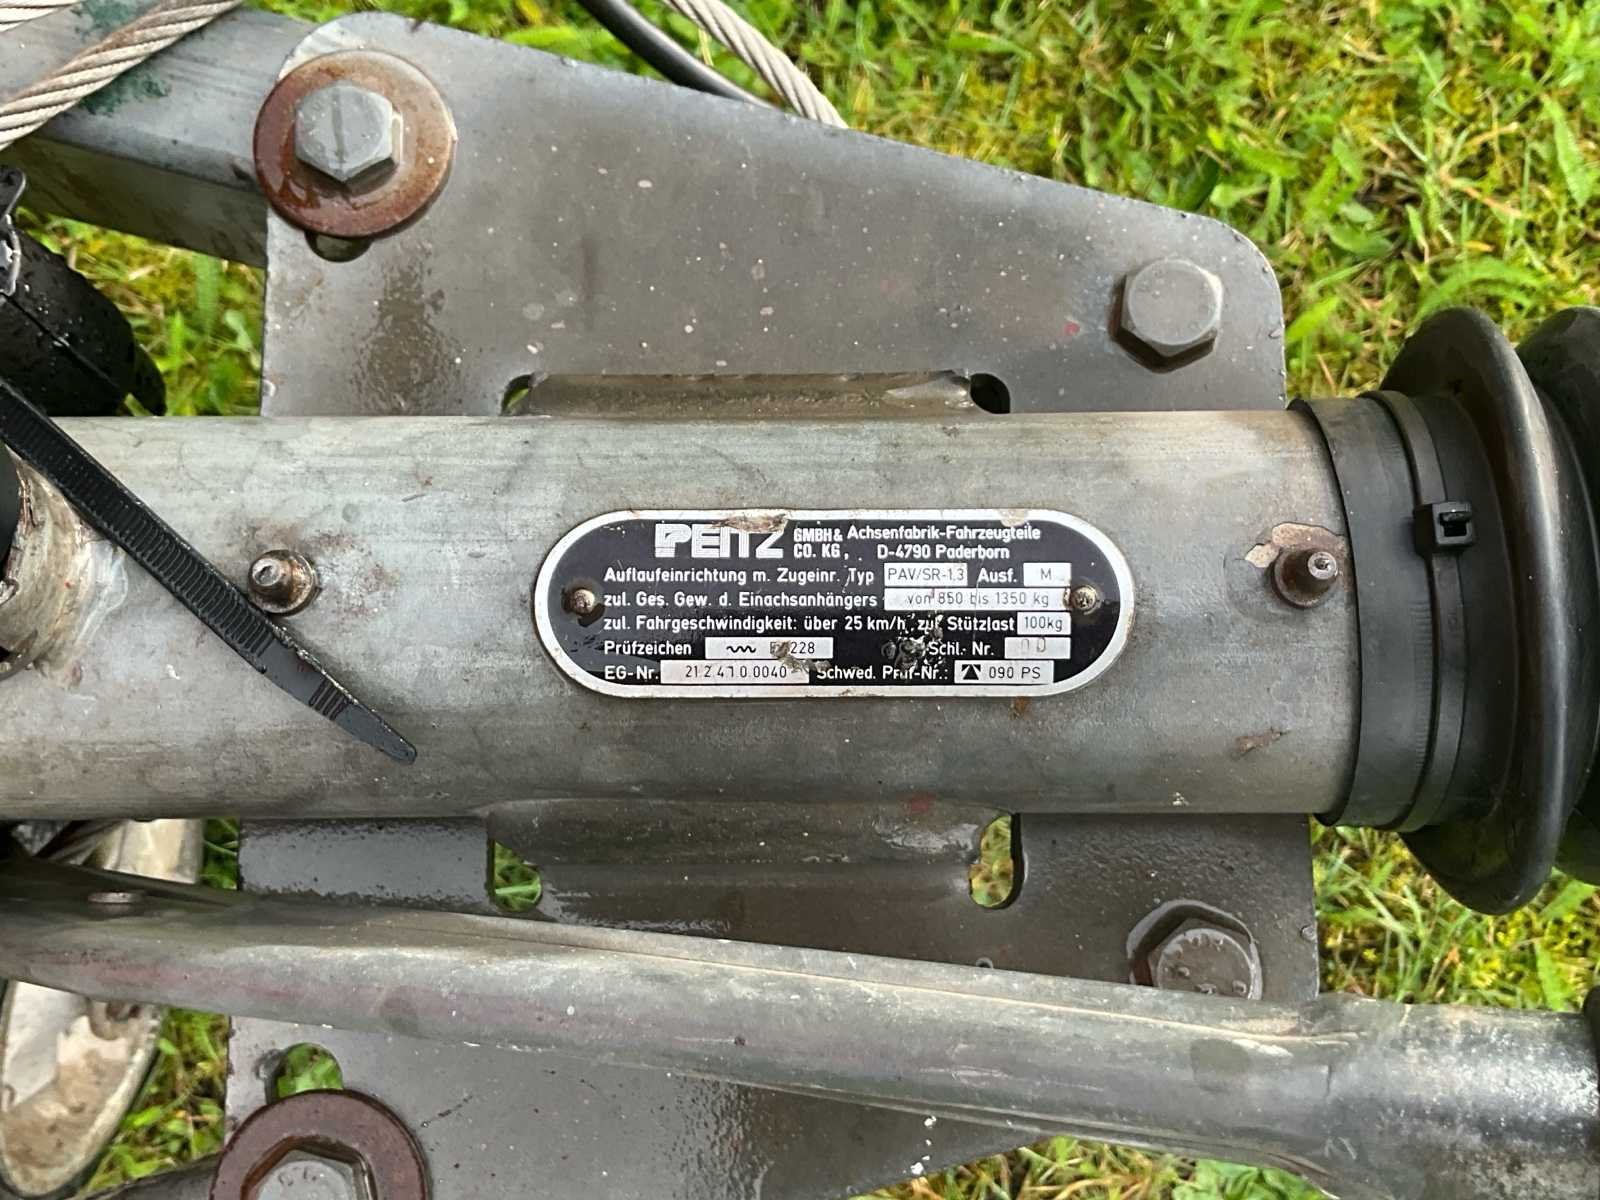 PEITZ GMBH & CO. KG, Achsenfabrik-Fahrzeugteile
D-4790 Paderborn
Auflaufeinrichtung m. Zugeinr. Typ PAV/SR-1,3 Ausf. M
zul. Ges. Gew. d. Einachsanhängers von 850 bis 1350 kg
zul. Fahrgeschwindigkeit: über 25 km/h, zul. Stützlast 100kg
Prüfzeichen 228 Schl.- Nr.
EG-Nr. Schwed. Prüf-Nr.: 090 PS